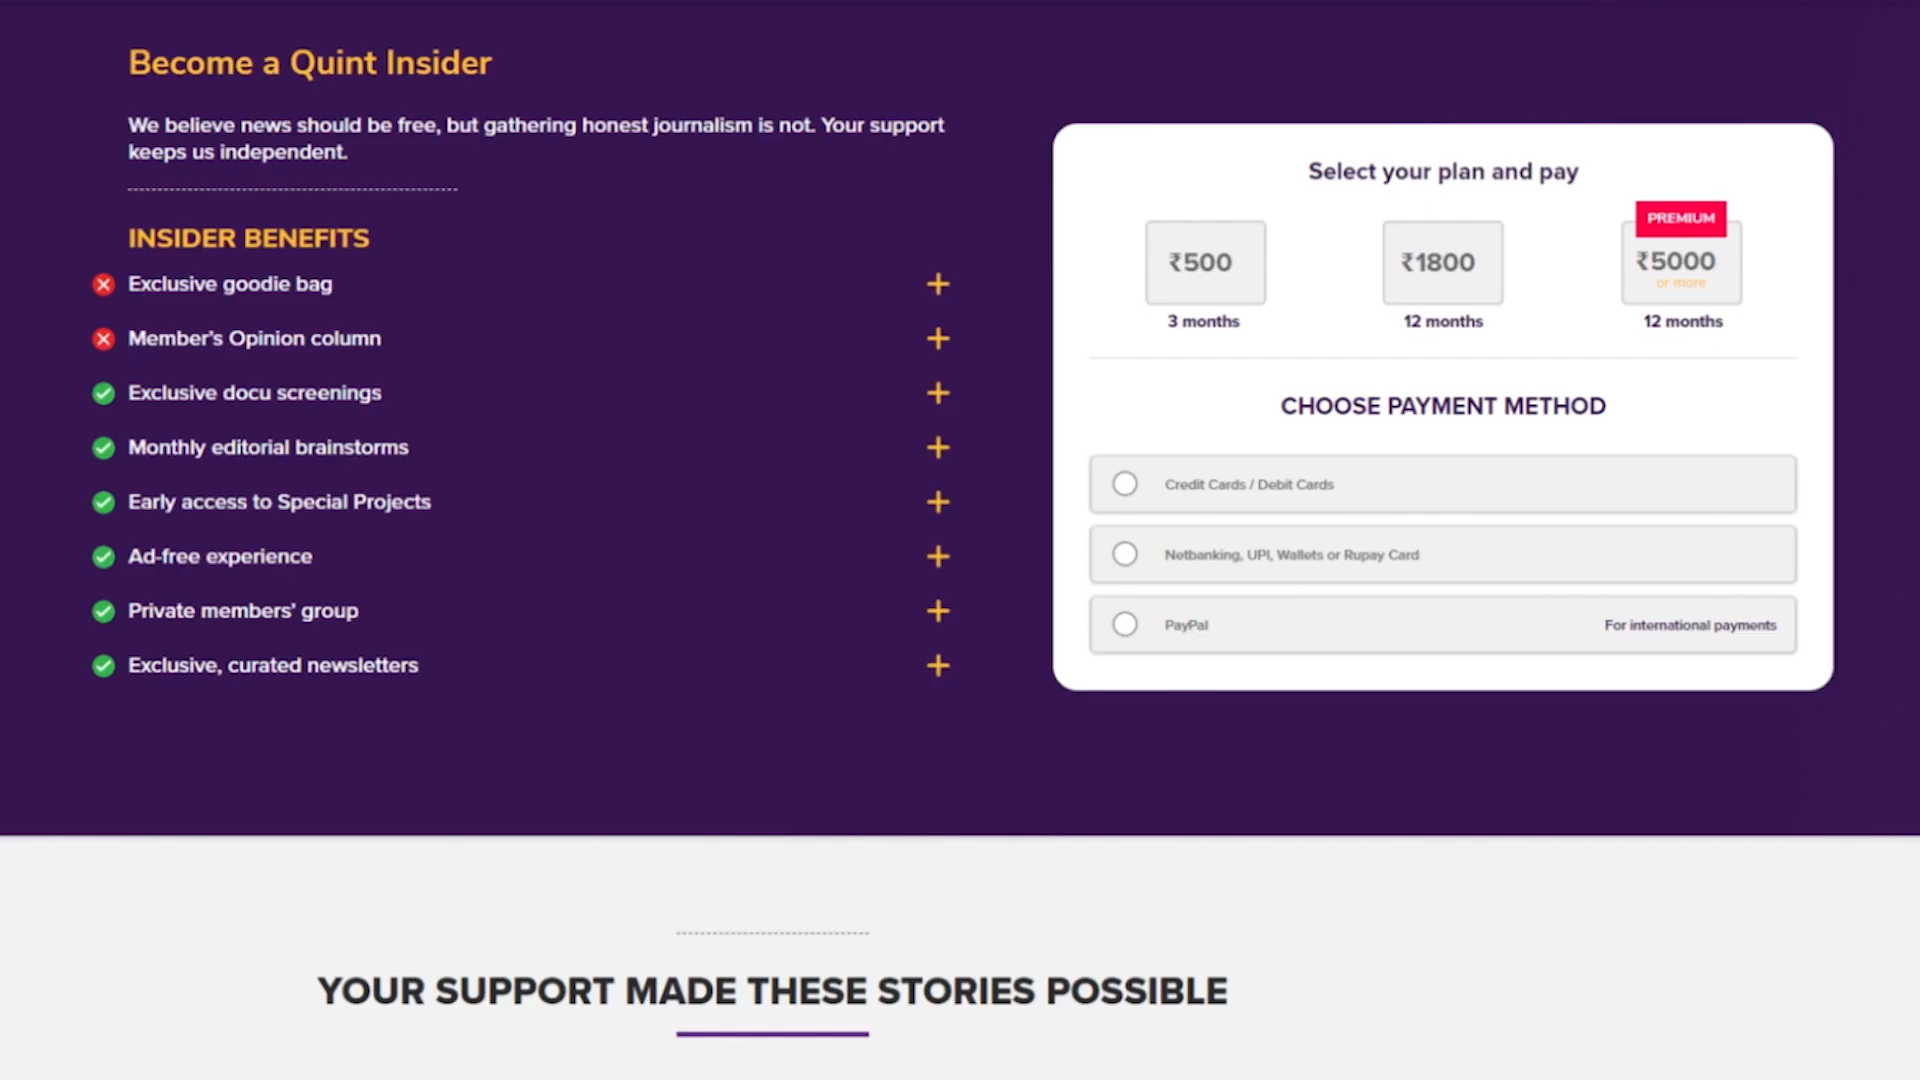 Become a Quint Insider
We believe news should be free, but gathering honest journalism is not. Your support
keeps us independent.
INSIDER BENEFITS
Exclusive goodie bag
Member's Opinion column
Exclusive docu screenings
Monthly editorial brainstorms
Early access to Special Projects
Ad-free experience
Private members' group
Exclusive, curated newsletters
Select your plan and pay
PREMIUM
₹500 ₹1800 ₹5000
or more
3 months 12 months 12 months
CHOOSE PAYMENT METHOD
Credit Cards / Debit Cards
Netbanking, UPI, Wallets or Rupay Card
PayPal For international payments
YOUR SUPPORT MADE THESE STORIES POSSIBLE